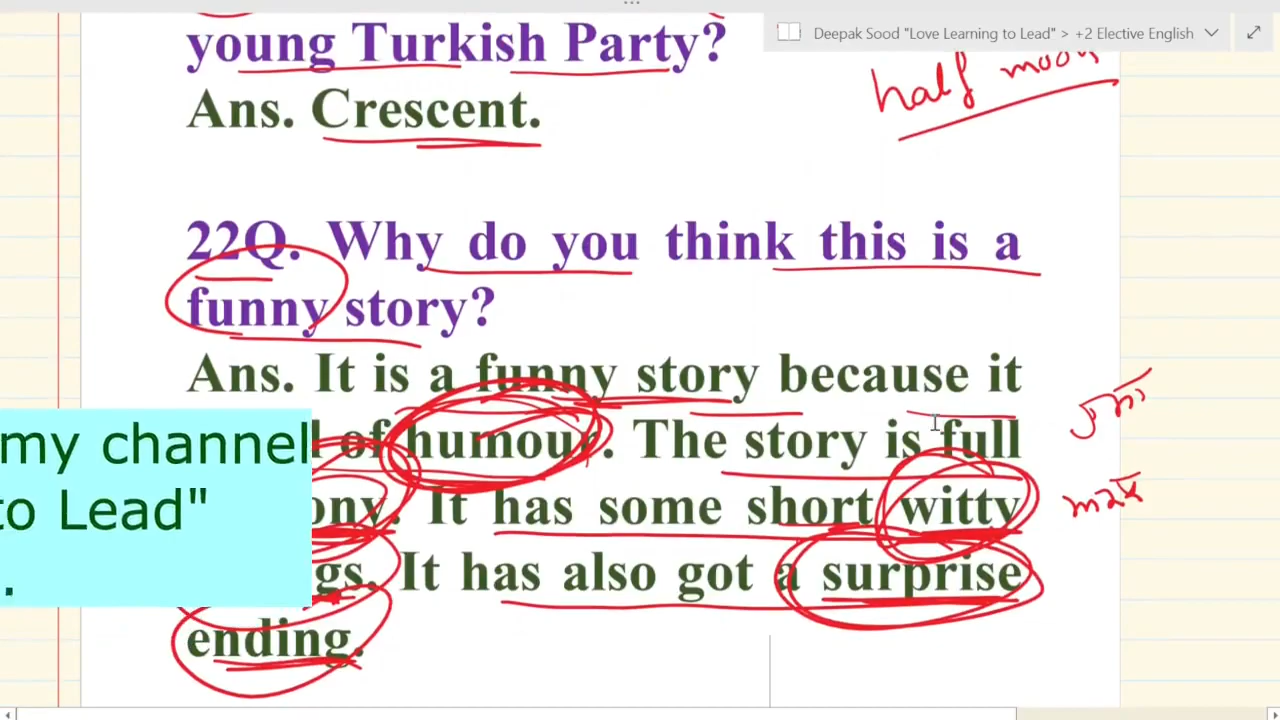 young Turkish Party?
Deepak Sood "Love Learning to Lead" > +2 Elective English
half moon
Ans. Crescent.
22Q. Why do you think this is a
funny story?
Ans. It is a funny story because it
my channel
of humour. The story is full
to Lead"
It has some short witty
. It has also got a surprise
ending.